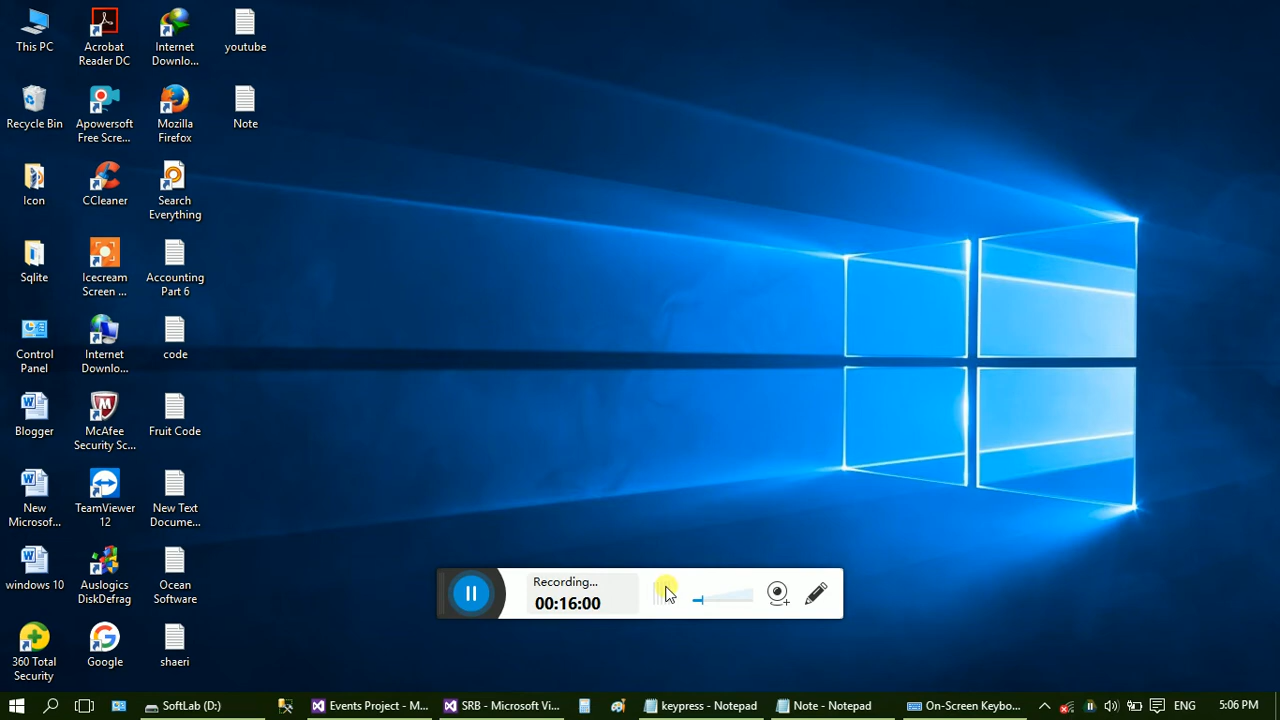 This PC
Acrobat
Reader DC
Internet
Downlo...
youtube
Recycle Bin
Apowersoft
Free Scre...
Mozilla
Firefox
Note
Icon
CCleaner
Search
Everything
Sqlite
Icecream
Screen ...
Accounting
Part 6
Control
Panel
Internet
Downlo...
code
Blogger
McAfee
Security Sc...
Fruit Code
New
Microsof...
TeamViewer
12
New Text
Docume...
windows 10
Auslogics
DiskDefrag
Ocean
Software
360 Total
Security
Google
shaeri
Recording...
00:16:00
SoftLab (D:)
Events Project - M...
SRB - Microsoft Vi...
keypress - Notepad
Note - Notepad
On-Screen Keybo...
ENG
5:06 PM